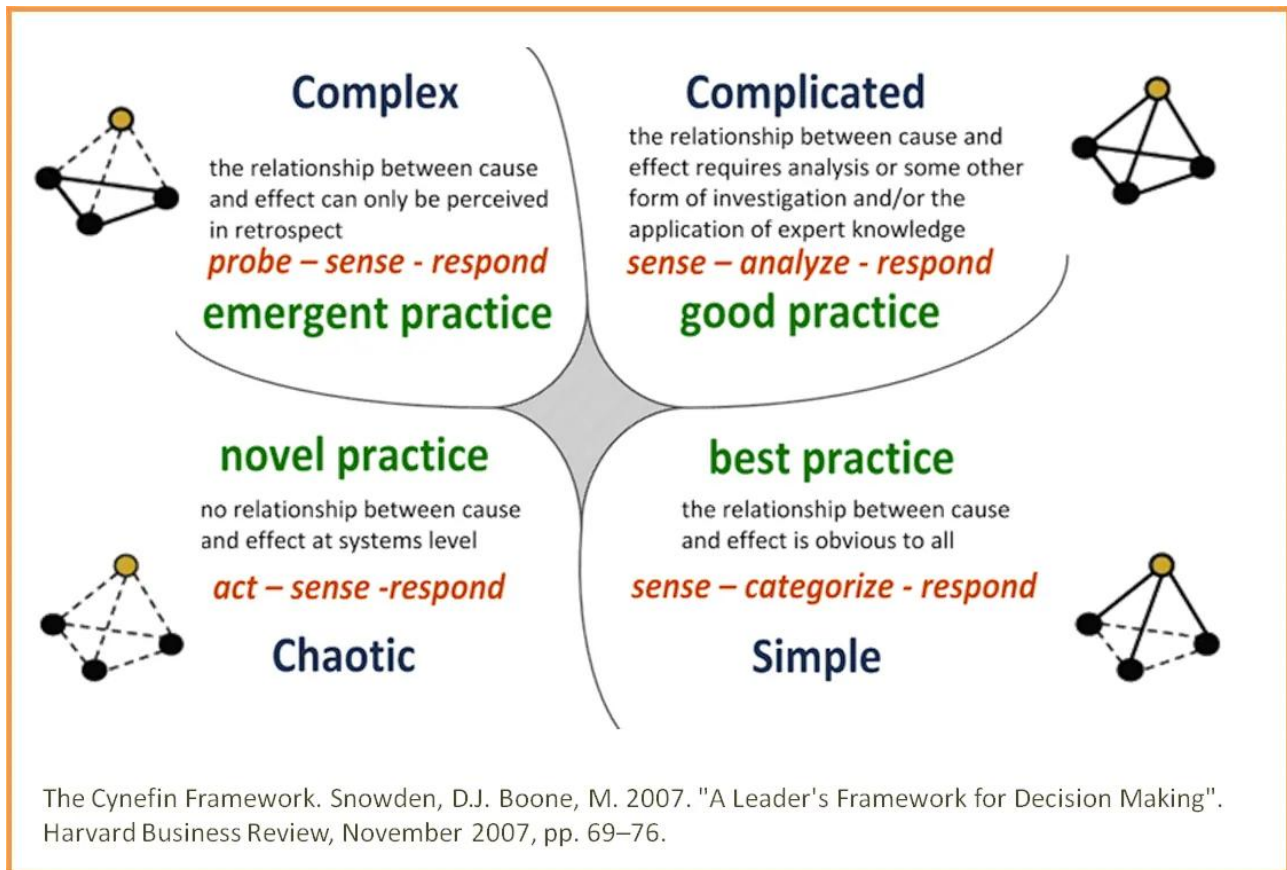 Complex
the relationship between cause
and effect can only be perceived
in retrospect
probe – sense - respond
emergent practice
Complicated
the relationship between cause and
effect requires analysis or some other
form of investigation and/or the
application of expert knowledge
sense – analyze - respond
good practice
novel practice
no relationship between cause
and effect at systems level
act – sense -respond
Chaotic
best practice
the relationship between cause
and effect is obvious to all
sense – categorize - respond
Simple
The Cynefin Framework. Snowden, D.J. Boone, M. 2007. "A Leader's Framework for Decision Making".
Harvard Business Review, November 2007, pp. 69–76.